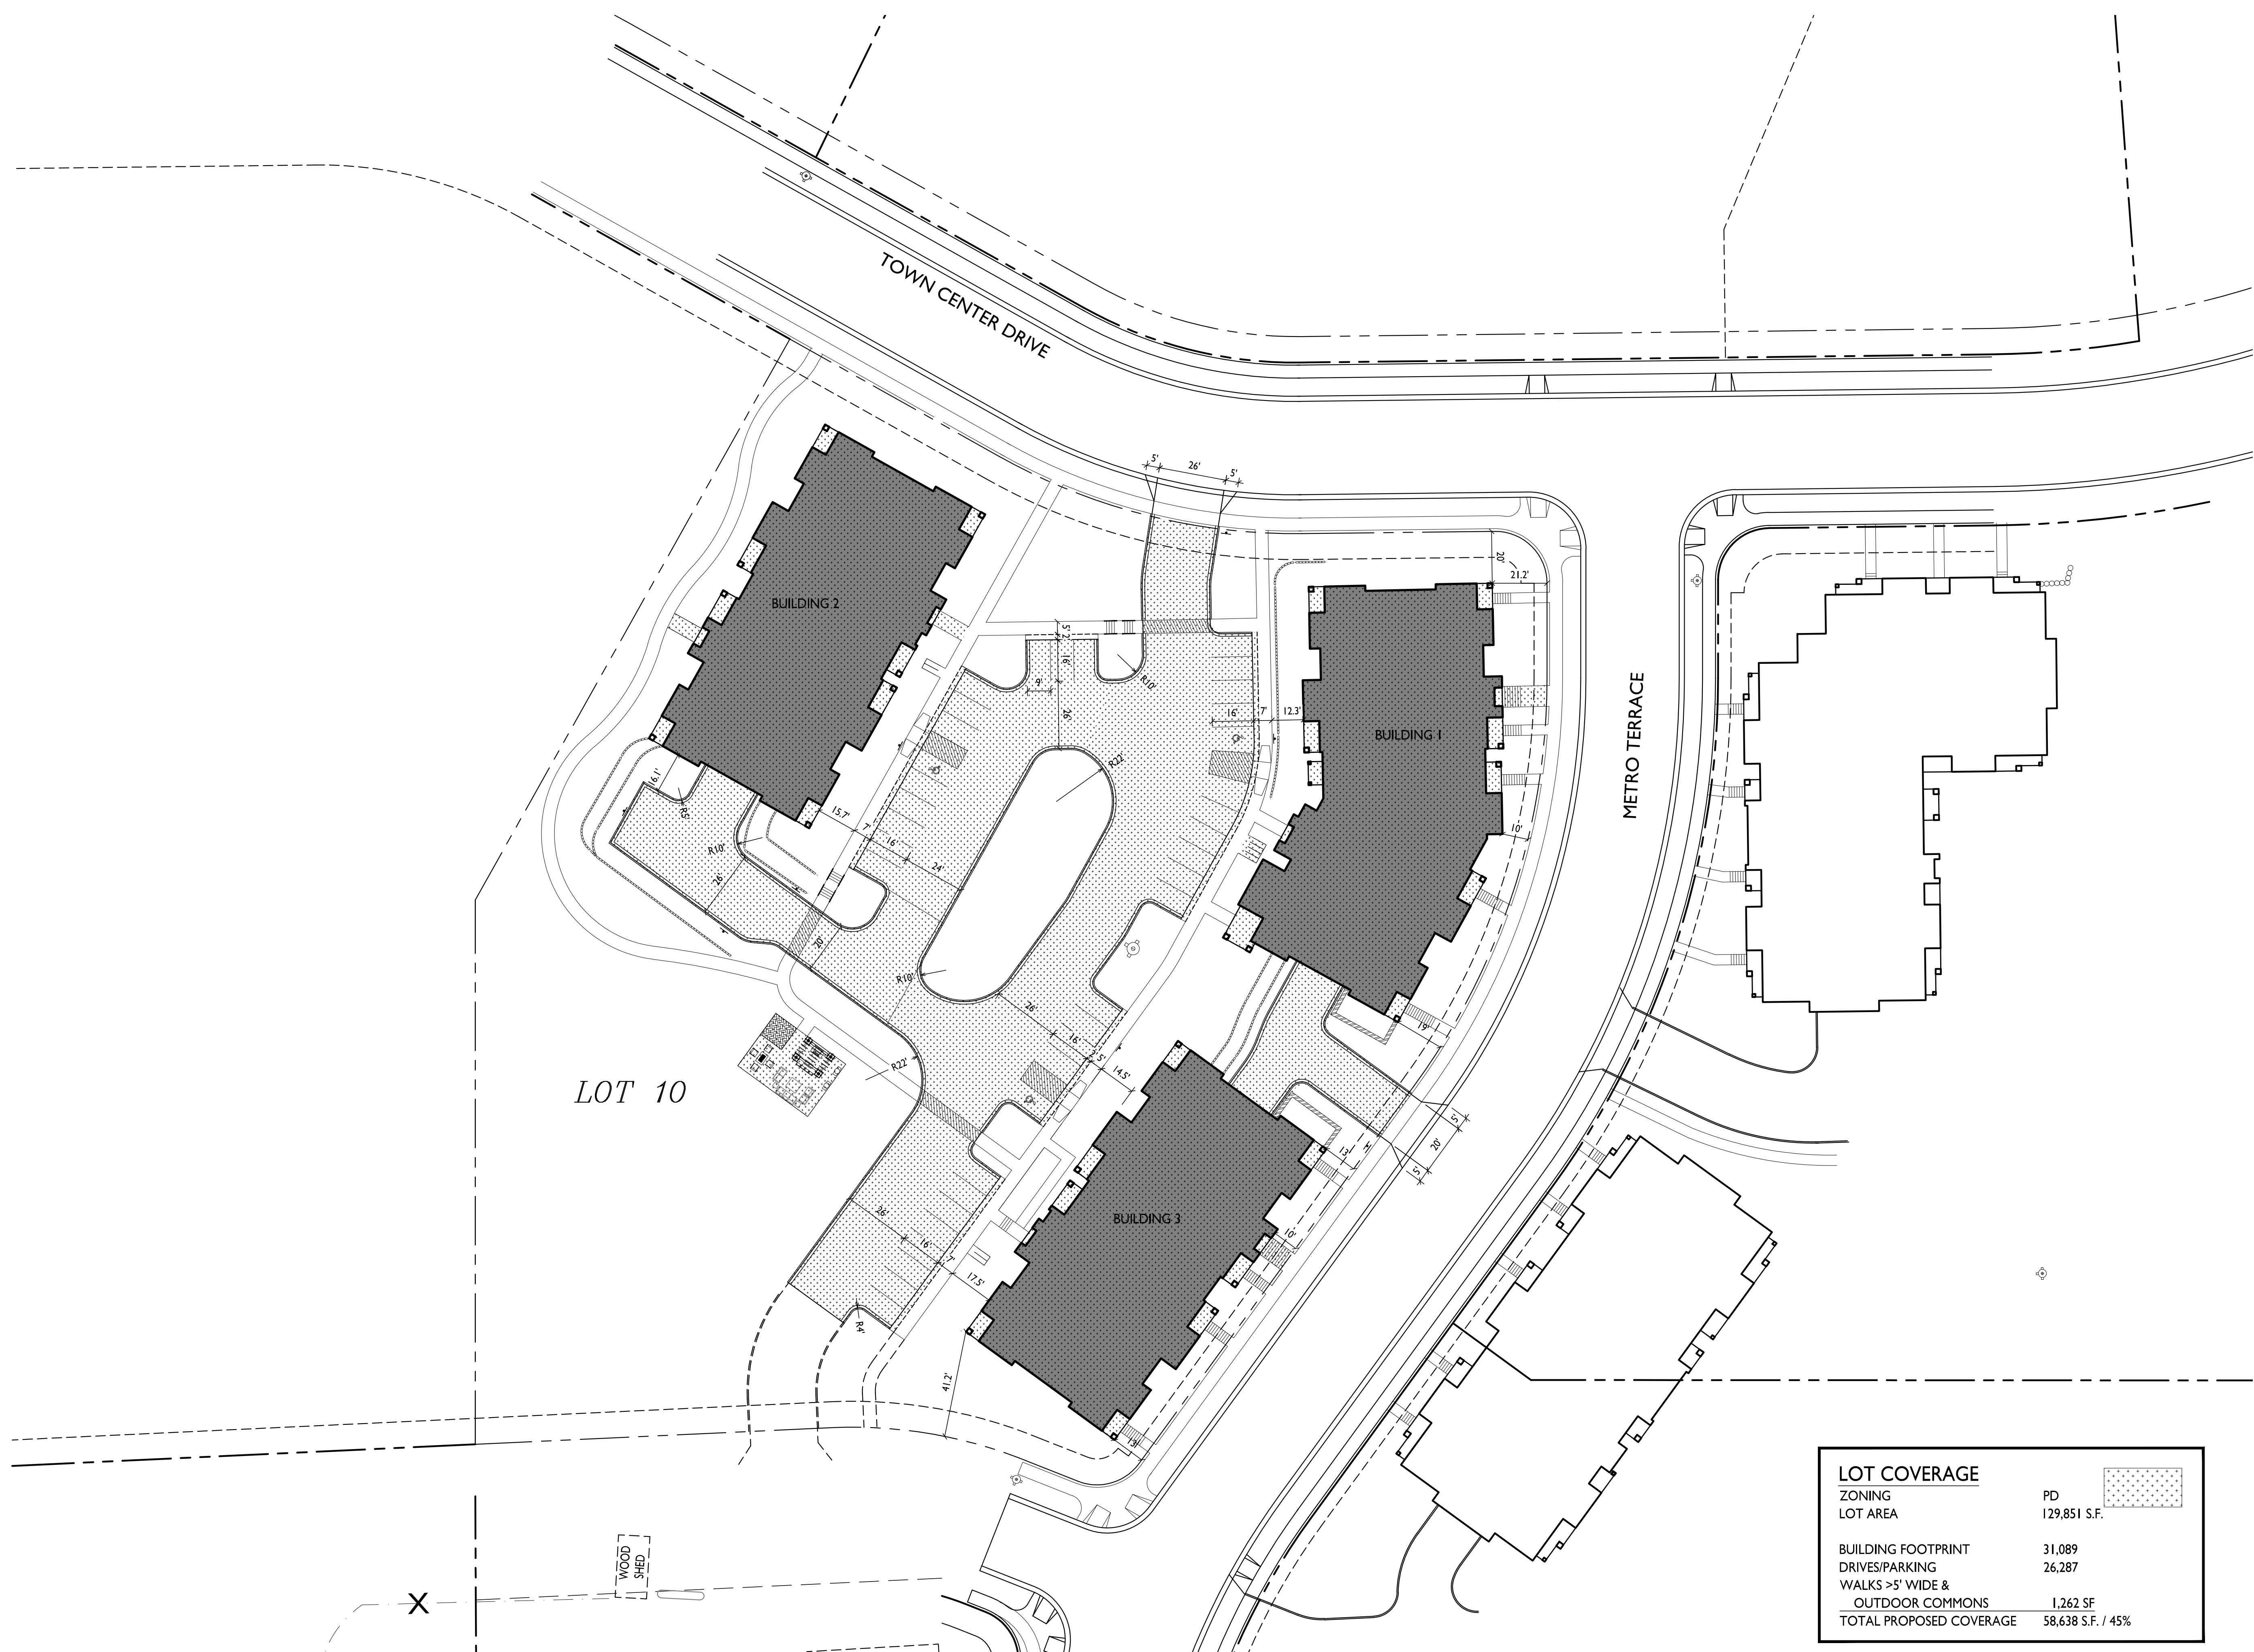 TOWN CENTER DRIVE
5'
26'
5'
20'
21.2'
BUILDING 2
5'
2'
16'
9'
26'
R10'
16'
7'
12.3'
BUILDING 1
METRO TERRACE
R22'
16.1'
R5'
15.7'
7'
16'
24'
R10'
26'
20'
10'
R10'
26'
16'
5'
14.5'
19'
R22'
LOT 10
5'
20'
5'
13'
BUILDING 3
10'
26'
16'
7'
17.5'
R4'
41.2'
13'
WOOD
SHED
X
LOT COVERAGE
ZONING PD
LOT AREA 129,851 S.F.
BUILDING FOOTPRINT 31,089
DRIVES/PARKING 26,287
WALKS >5' WIDE &
OUTDOOR COMMONS 1,262 SF
TOTAL PROPOSED COVERAGE 58,638 S.F. / 45%